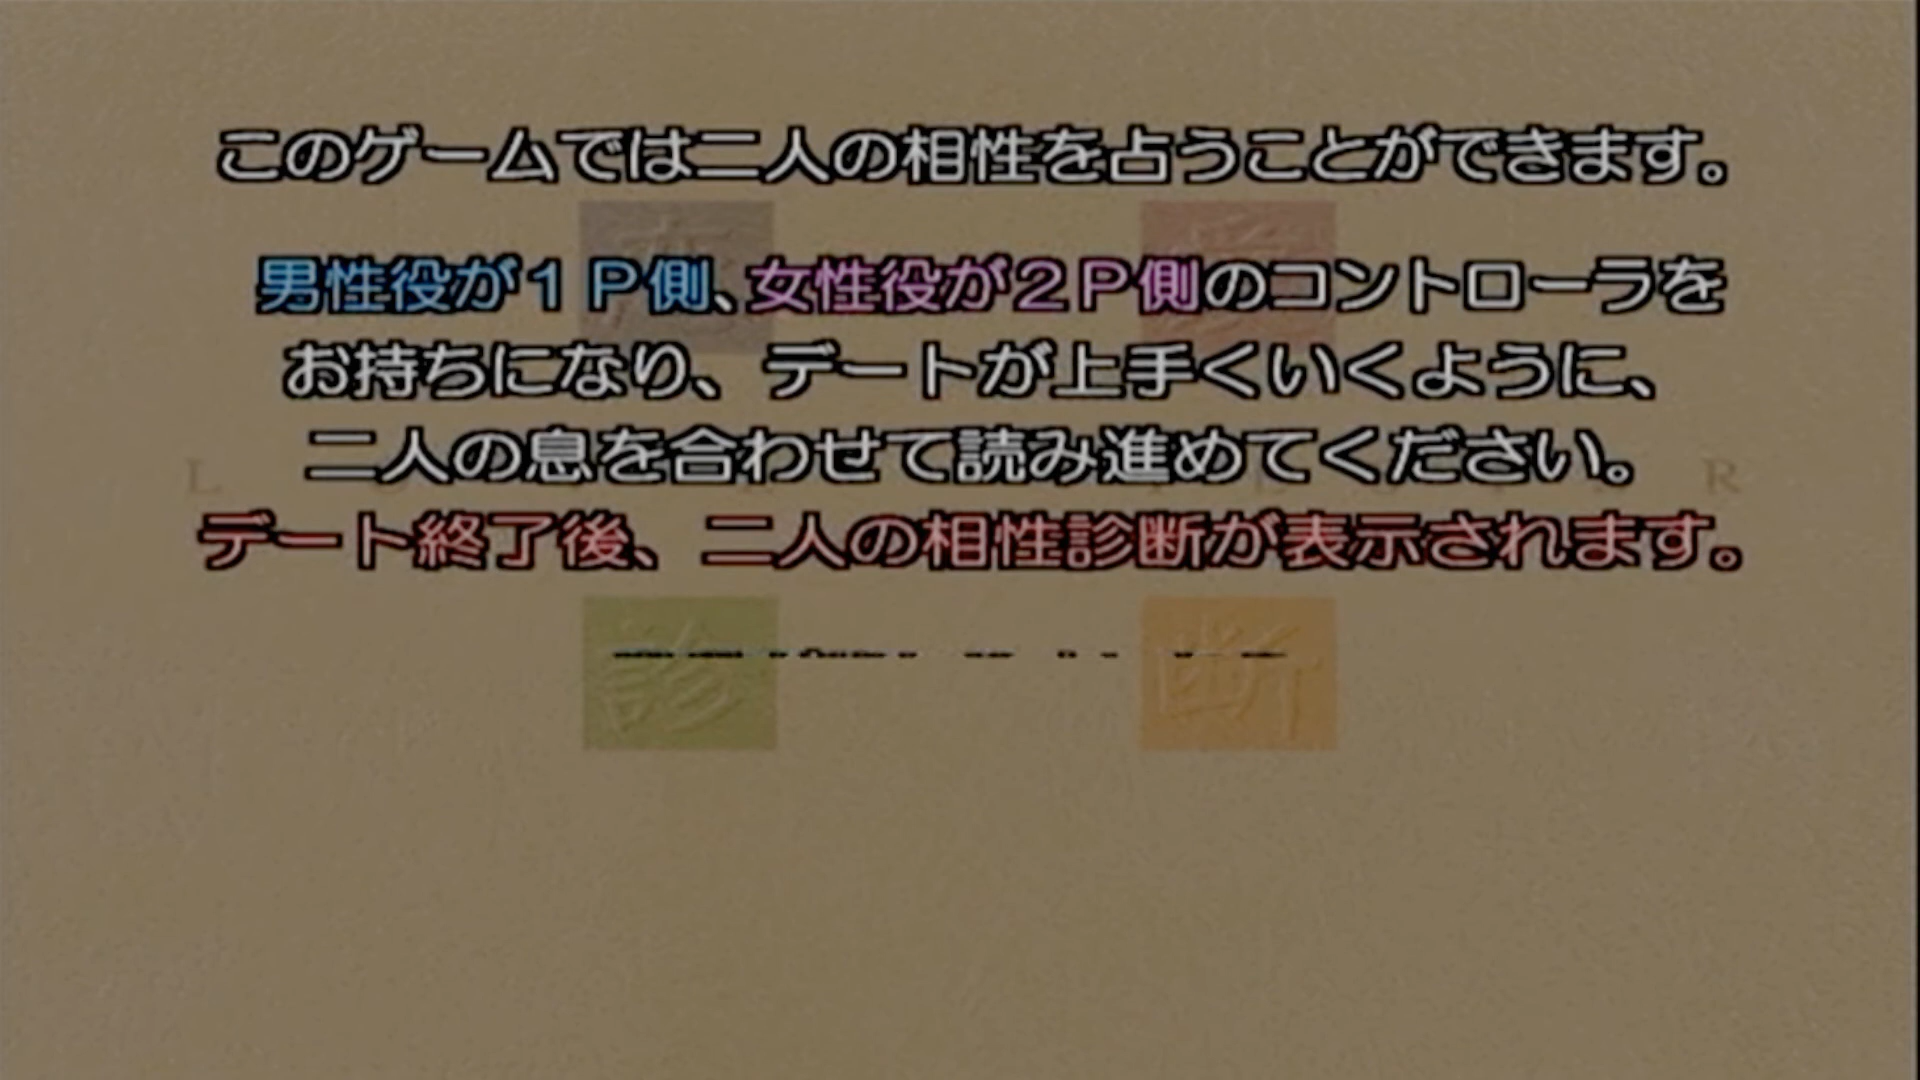 このゲームでは二人の相性を占うことができます。
男性役が１Ｐ側、女性役が２Ｐ側のコントローラを
お持ちになり、デートが上手くいくように、
二人の息を合わせて読み進めてください。
デート終了後、二人の相性診断が表示されます。
診
断